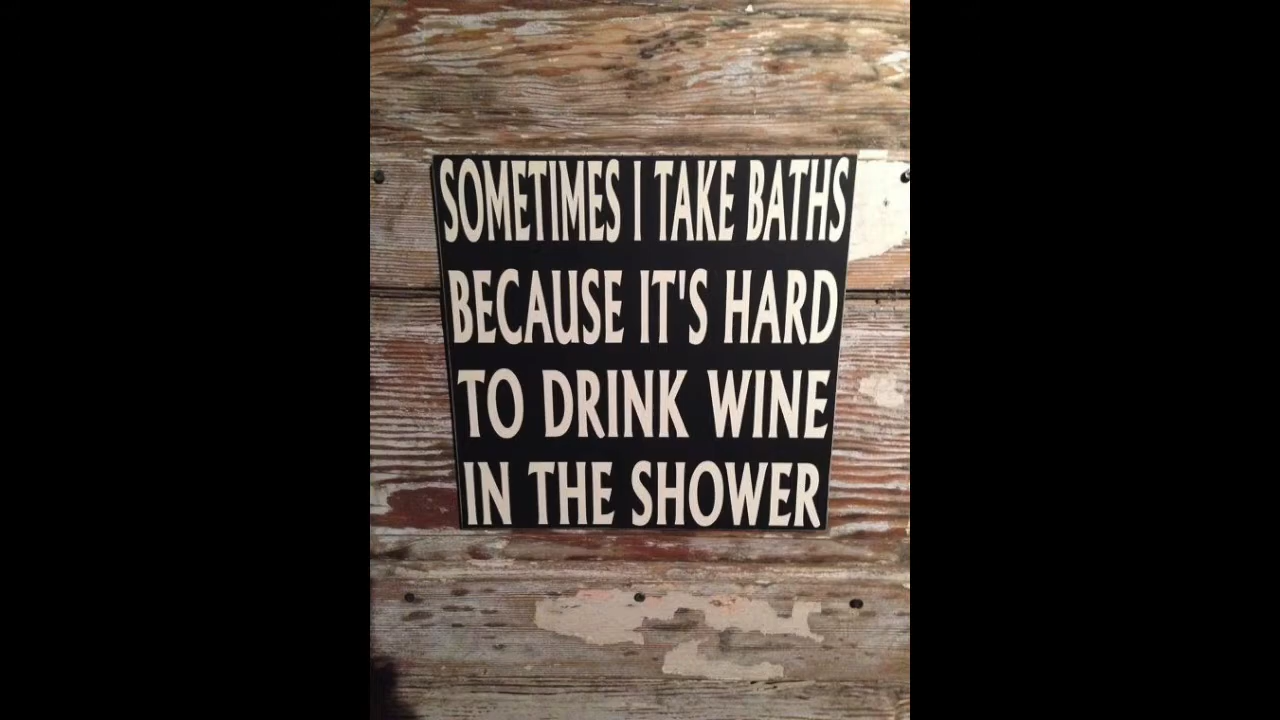 SOMETIMES I TAKE BATHS
BECAUSE IT'S HARD
TO DRINK WINE
IN THE SHOWER